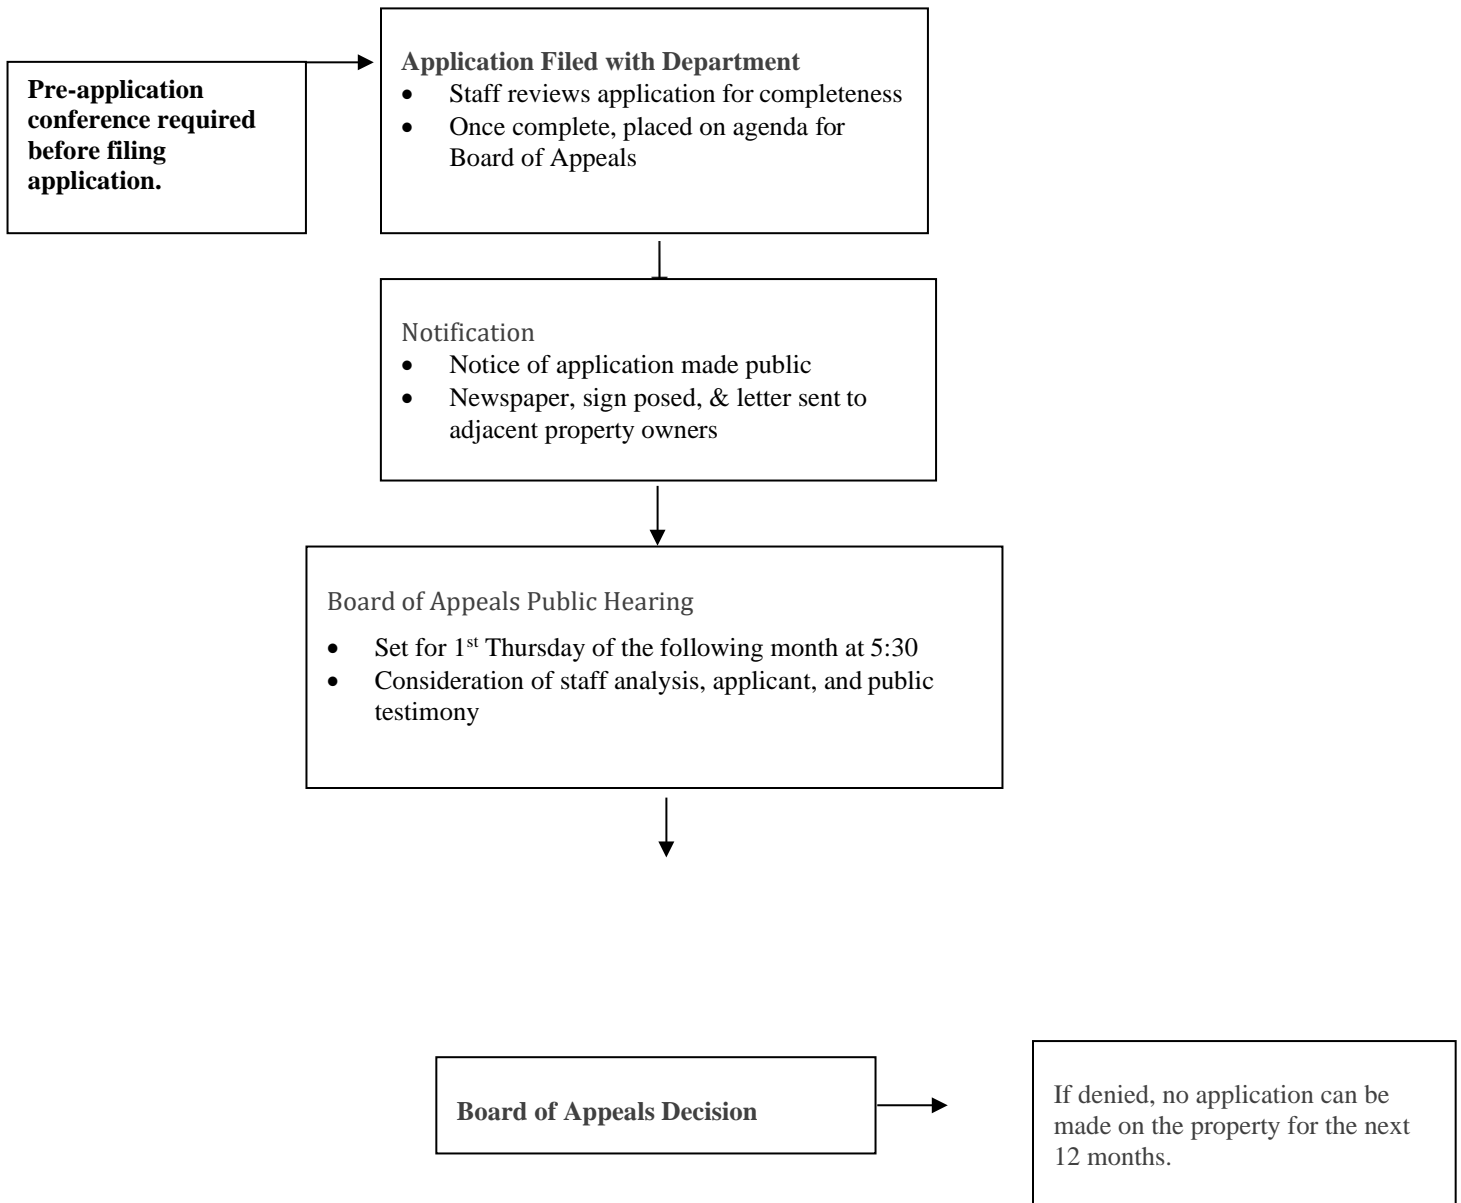 Pre-application
conference required
before filing
application.
Application Filed with Department
• Staff reviews application for completeness
• Once complete, placed on agenda for
Board of Appeals
Notification
• Notice of application made public
• Newspaper, sign posed, & letter sent to
adjacent property owners
Board of Appeals Public Hearing
• Set for 1st Thursday of the following month at 5:30
• Consideration of staff analysis, applicant, and public
testimony
Board of Appeals Decision
If denied, no application can be
made on the property for the next
12 months.